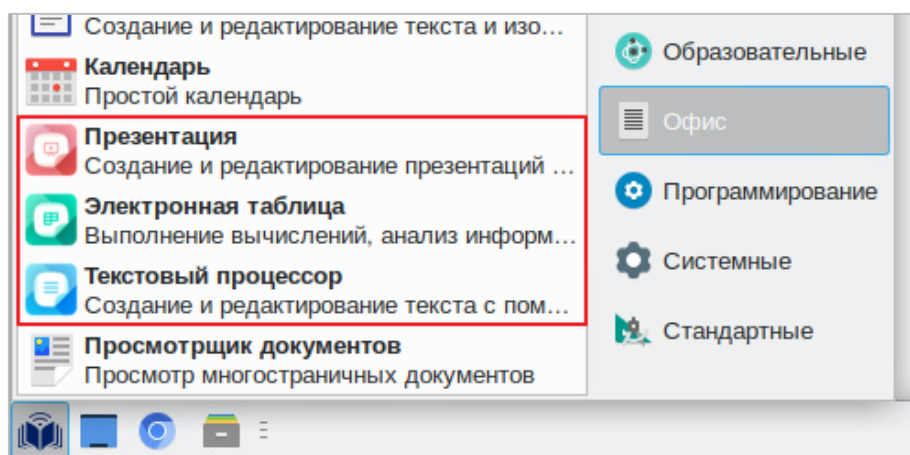 Создание и редактирование текста и изо...
Календарь
Простой календарь
Презентация
Создание и редактирование презентаций ...
Электронная таблица
Выполнение вычислений, анализ информ...
Текстовый процессор
Создание и редактирование текста с пом...
Просмотрщик документов
Просмотр многостраничных документов
Образовательные
Офис
Программирование
Системные
Стандартные